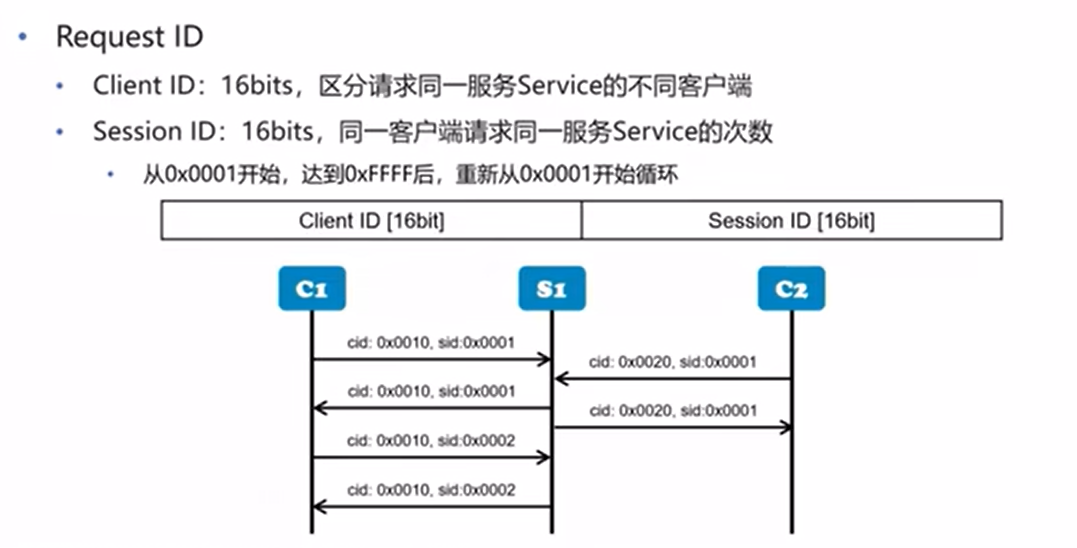 • Request ID
• Client ID：16bits，区分请求同一服务Service的不同客户端
• Session ID：16bits，同一客户端请求同一服务Service的次数
• 从0x0001开始，达到0xFFFF后，重新从0x0001开始循环
Client ID [16bit] Session ID [16bit]
C1 S1 C2
cid: 0x0010, sid:0x0001
cid: 0x0020, sid:0x0001
cid: 0x0010, sid:0x0001
cid: 0x0020, sid:0x0001
cid: 0x0010, sid:0x0002
cid: 0x0010, sid:0x0002